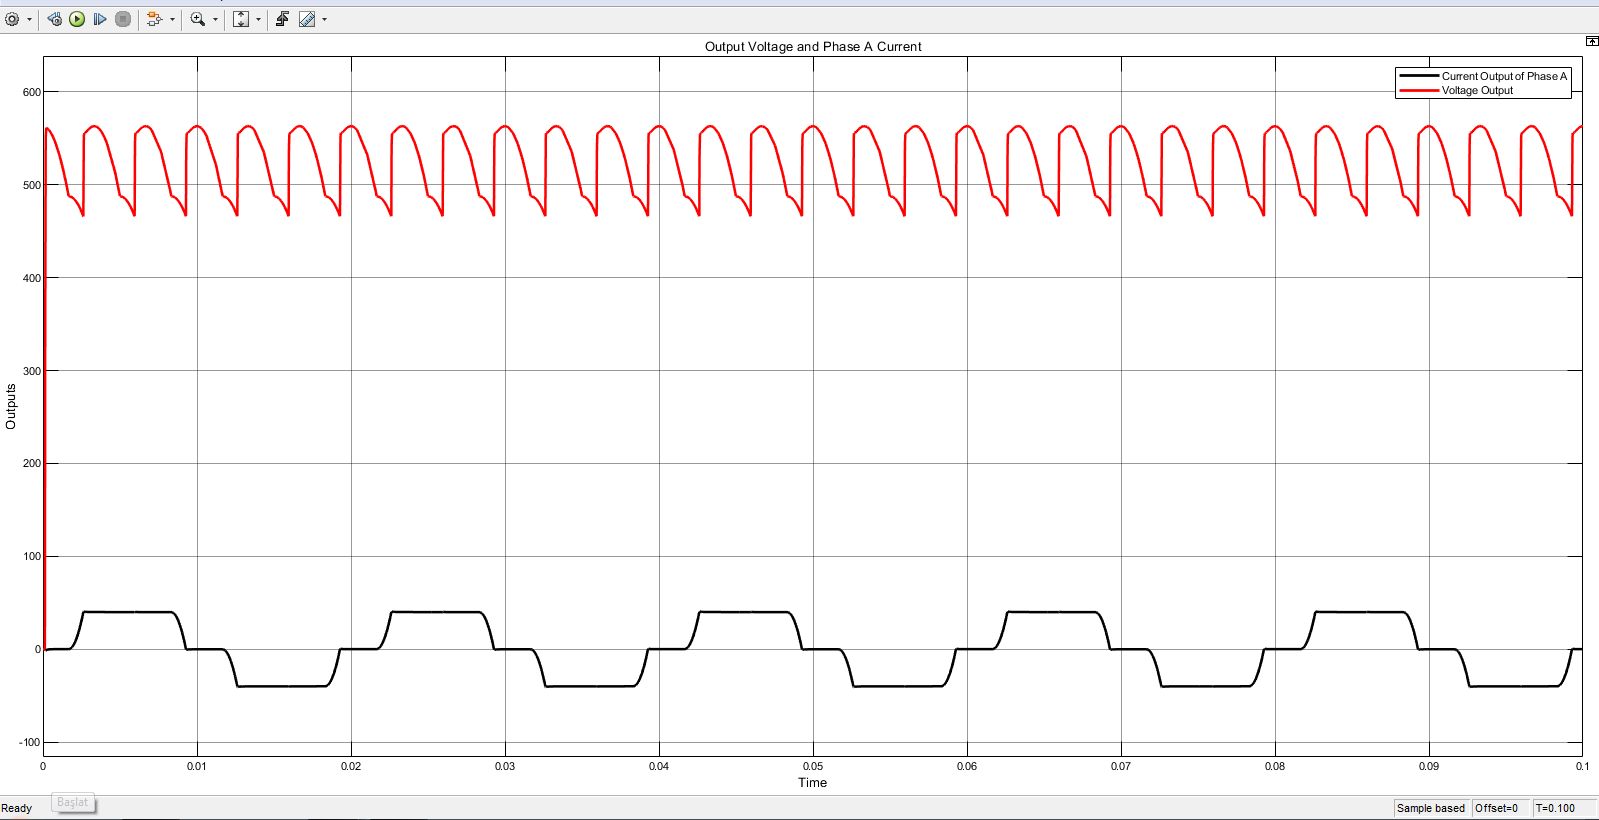 Output Voltage and Phase A Current
Current Output of Phase A
Voltage Output
600
500
400
300
200
100
0
-100
Outputs
0
0.01
0.02
0.03
0.04
0.05
0.06
0.07
0.08
0.09
0.1
Time
Başlat
Ready
Sample based
Offset=0
T=0.100